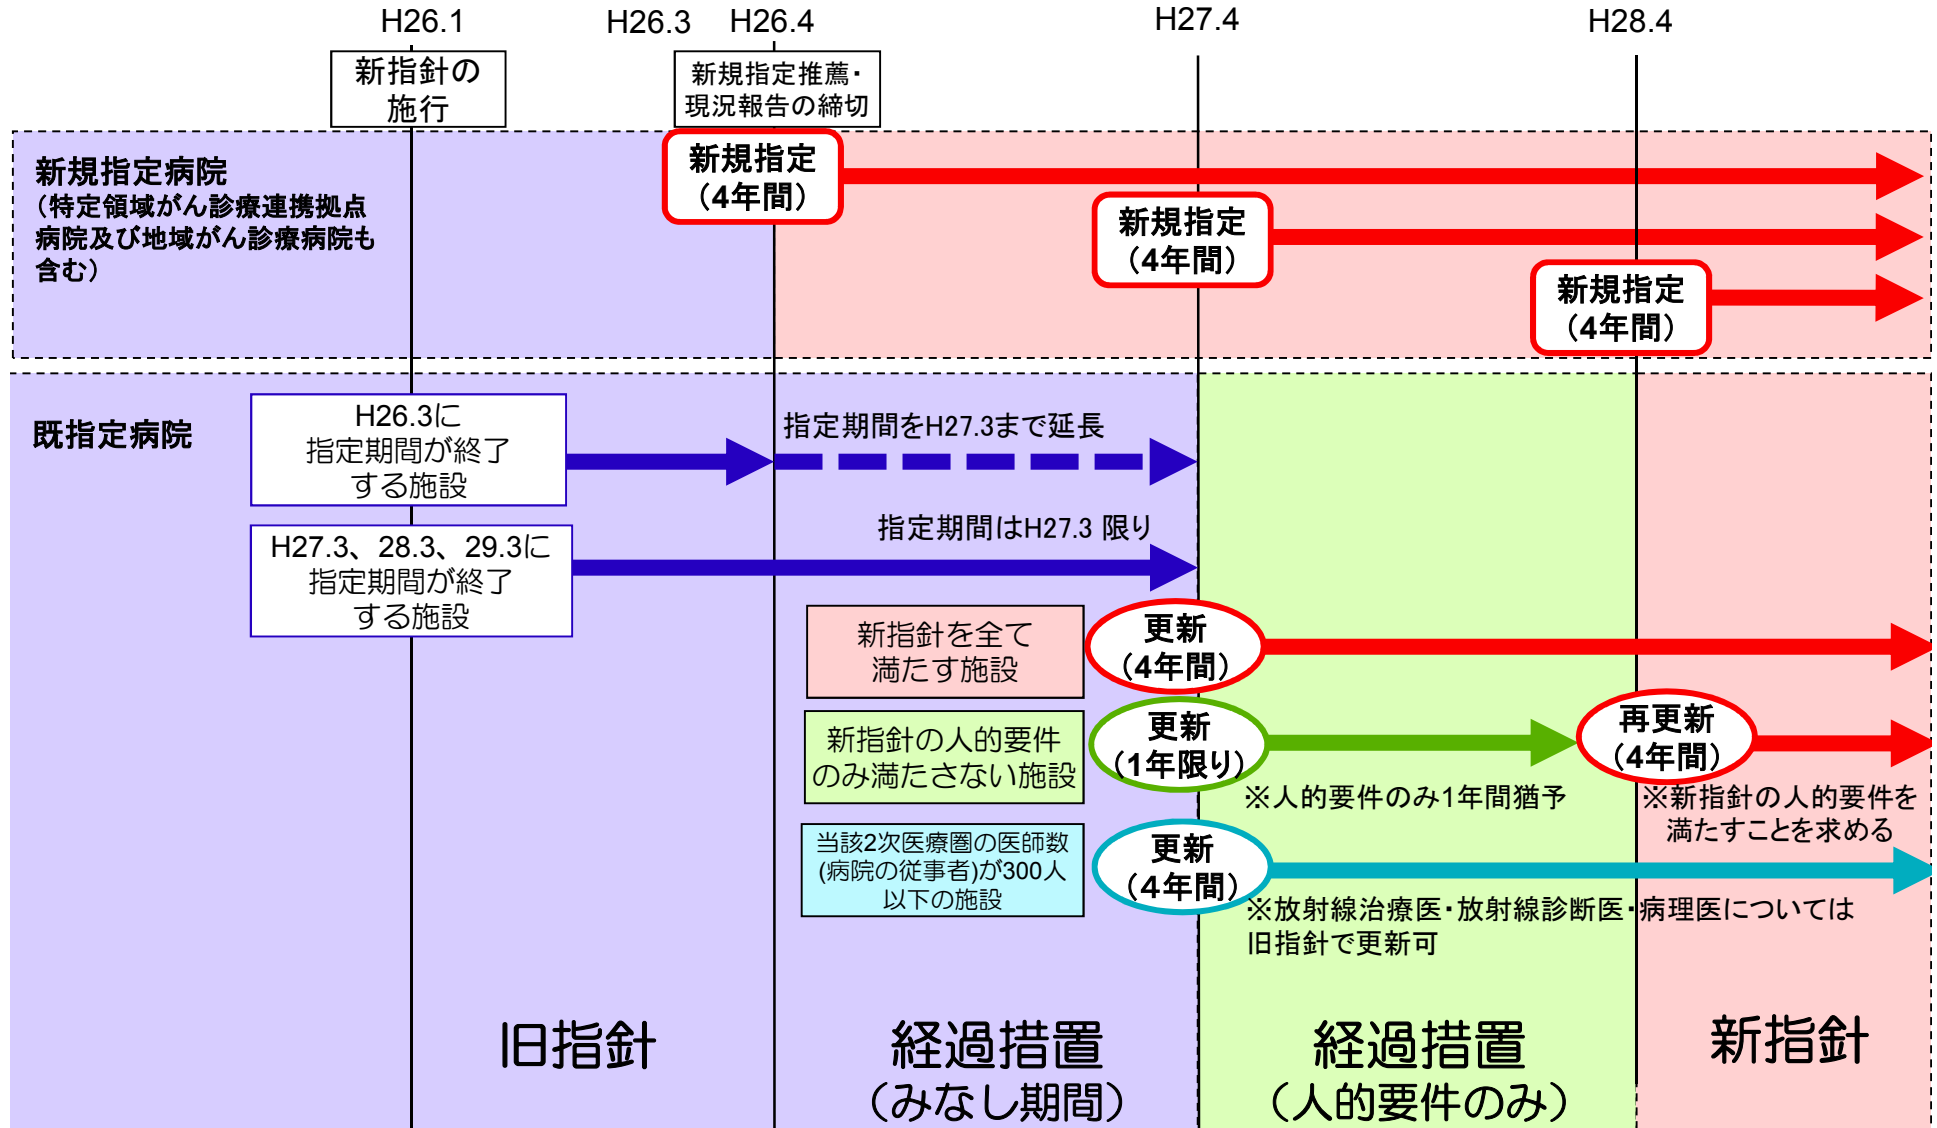 H26.1
H26.3
H26.4
H27.4
H28.4
新指針の
施行
新規指定推薦・
現況報告の締切
新規指定病院
（特定領域がん診療連携拠点
病院及び地域がん診療病院も
含む）
新規指定
（4年間）
新規指定
（4年間）
新規指定
（4年間）
既指定病院
H26.3に
指定期間が終了
する施設
指定期間をH27.3まで延長
H27.3、28.3、29.3に
指定期間が終了
する施設
指定期間はH27.3 限り
新指針を全て
満たす施設
更新
（4年間）
新指針の人的要件
のみ満たさない施設
更新
（1年限り）
※人的要件のみ1年間猶予
再更新
（4年間）
※新指針の人的要件を
満たすことを求める
当該2次医療圏の医師数
(病院の従事者)が300人
以下の施設
更新
（４年間）
※放射線治療医・放射線診断医・病理医については
旧指針で更新可
旧指針
経過措置
（みなし期間）
経過措置
（人的要件のみ）
新指針